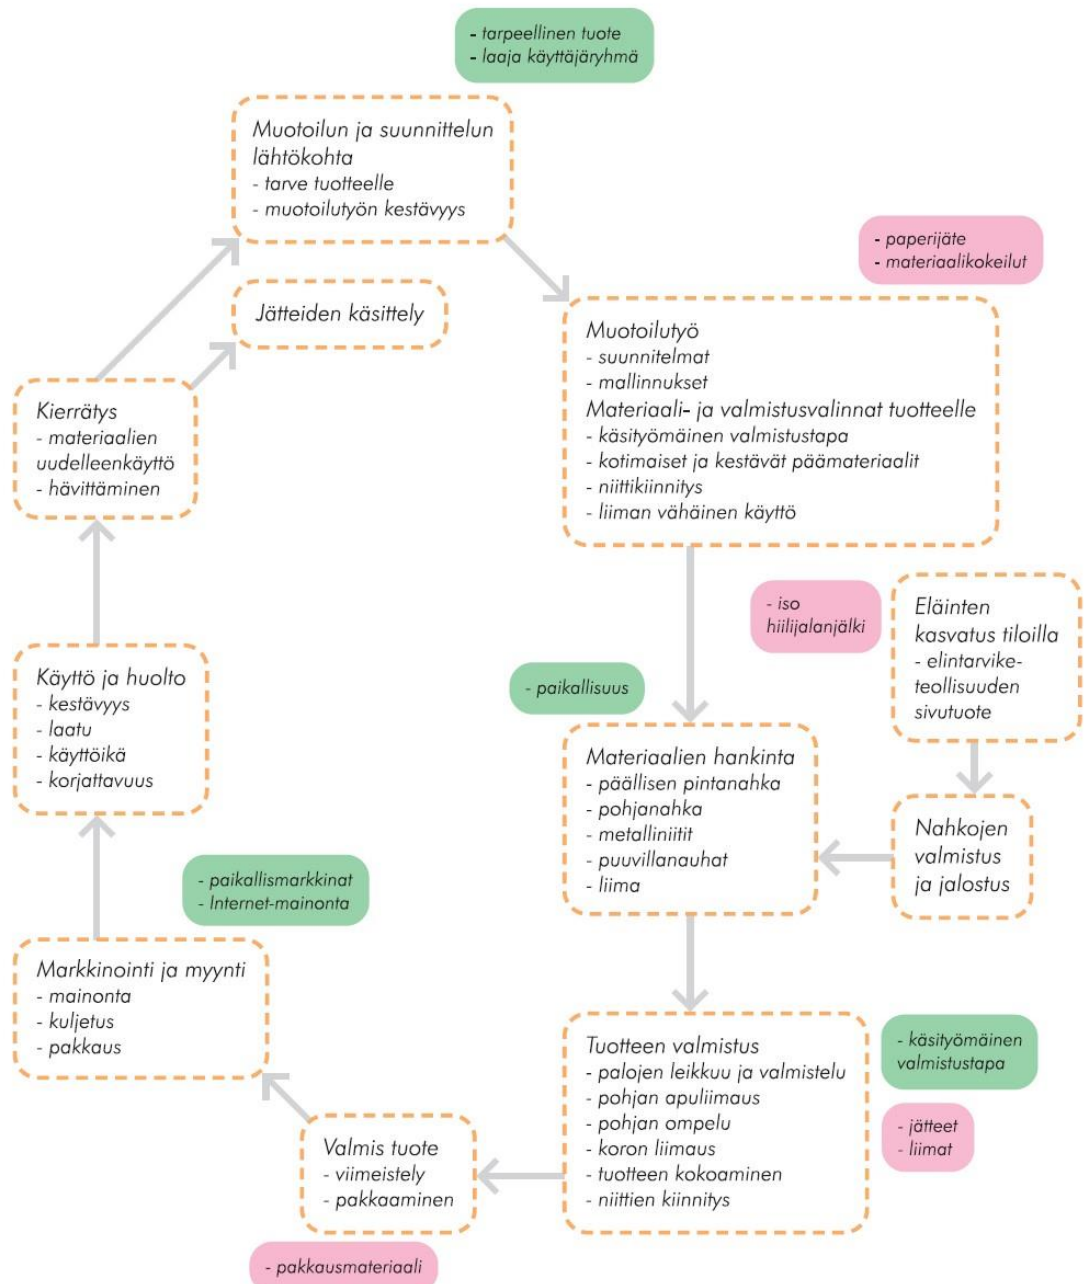 - tarpeellinen tuote
- laaja käyttäjäryhmä
Muotoilun ja suunnittelun
lähtökohta
- tarve tuotteelle
- muotoilutyön kestävyys
- paperijäte
- materiaalikokeilut
Jätteiden käsittely
Muotoilutyö
- suunnitelmat
- mallinnukset
Materiaali- ja valmistusvalinnat tuotteelle
- käsityömäinen valmistustapa
- kotimaiset ja kestävät päämateriaalit
- niittikiinnitys
- liiman vähäinen käyttö
Kierrätys
- materiaalien
uudelleenkäyttö
- hävittäminen
- iso
hiilijalanjälki
Eläinten
kasvatus tiloilla
- elintarvike-
teollisuuden
sivutuote
- paikallisuus
Käyttö ja huolto
- kestävyys
- laatu
- käyttöikä
- korjattavuus
Materiaalien hankinta
- päällisen pintanahka
- pohjanahka
- metalliniitit
- puuvillanauhat
- liima
Nahkojen
valmistus
ja jalostus
- paikallismarkkinat
- Internet-mainonta
Markkinointi ja myynti
- mainonta
- kuljetus
- pakkaus
Tuotteen valmistus
- palojen leikkuu ja valmistelu
- pohjan apuliimaus
- pohjan ompelu
- koron liimaus
- tuotteen kokoaminen
- niittien kiinnitys
- käsityömäinen
valmistustapa
- jätteet
- liimat
Valmis tuote
- viimeistely
- pakkaaminen
- pakkausmateriaali